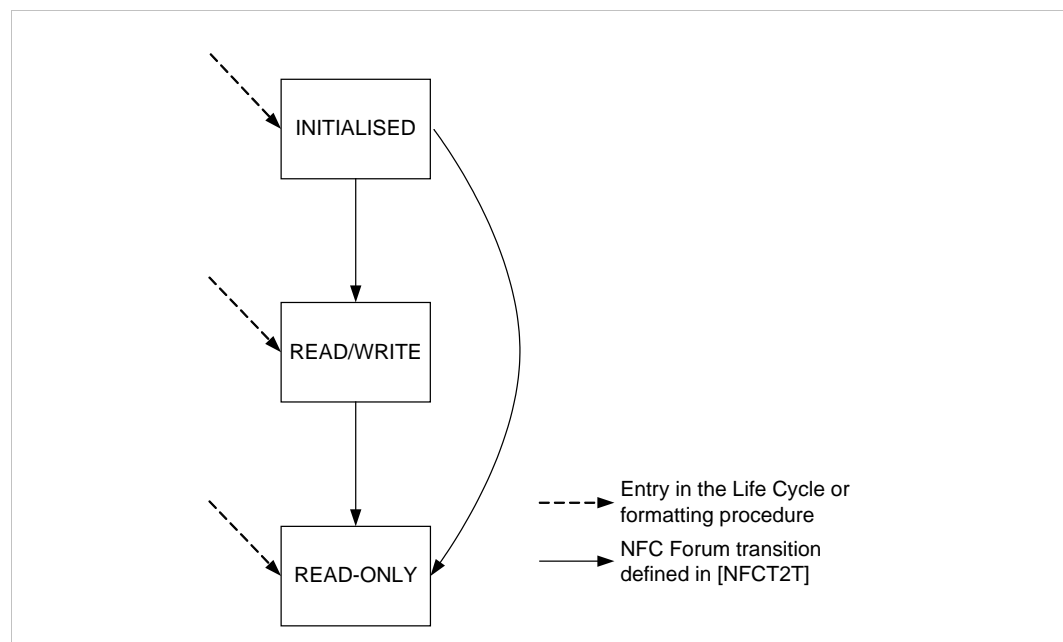 INITIALISED
READ/WRITE
READ-ONLY
Entry in the Life Cycle or
formatting procedure
NFC Forum transition
defined in [NFCT2T]